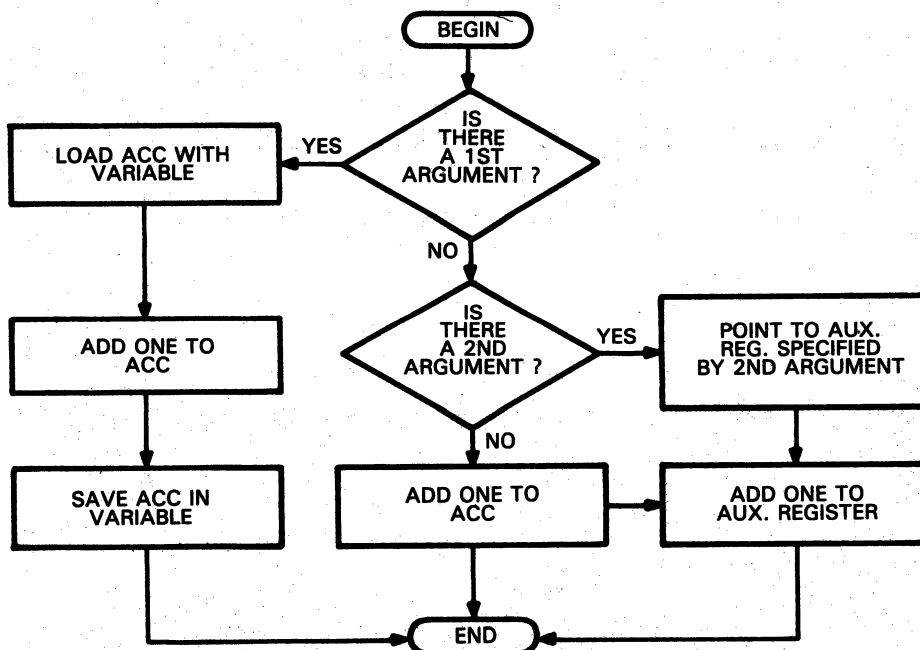 BEGIN
IS
THERE
A 1ST
ARGUMENT ?
YES
LOAD ACC WITH
VARIABLE
NO
IS
THERE
A 2ND
ARGUMENT ?
YES
POINT TO AUX.
REG. SPECIFIED
BY 2ND ARGUMENT
ADD ONE TO
ACC
NO
SAVE ACC IN
VARIABLE
ADD ONE TO
ACC
ADD ONE TO
AUX. REGISTER
END